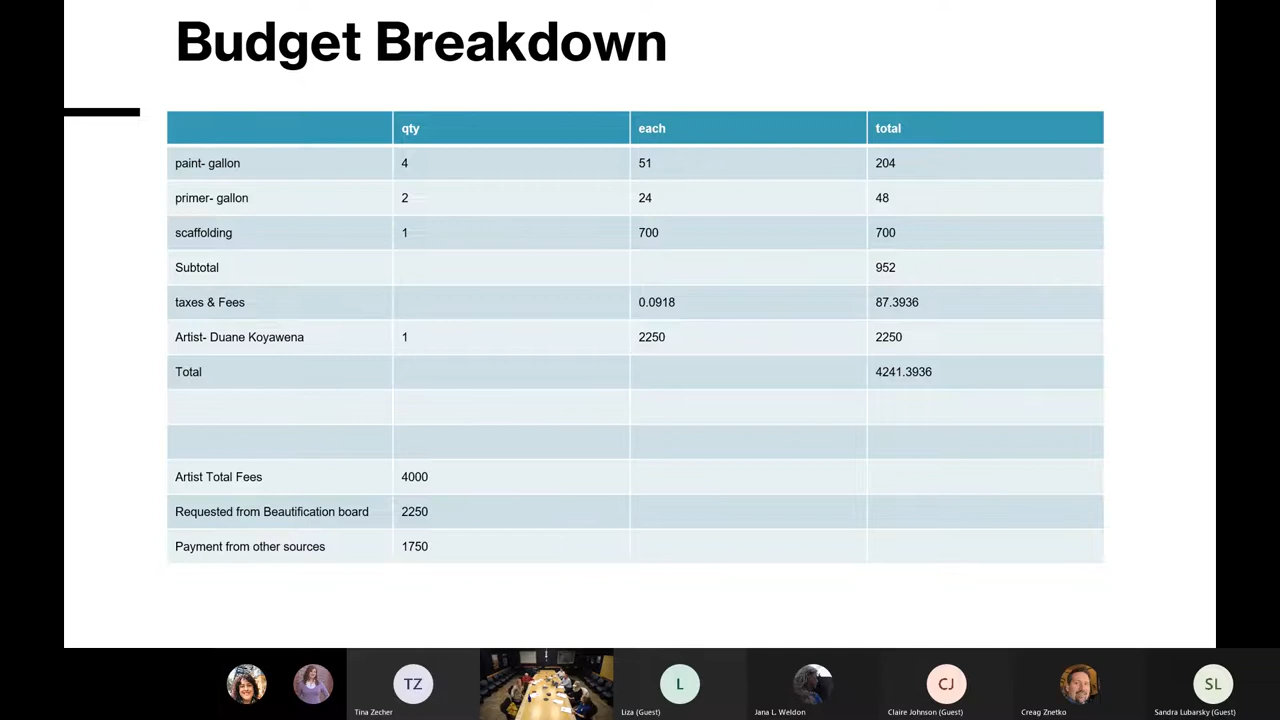 Budget Breakdown
qty each total
paint- gallon 4 51 204
primer- gallon 2 24 48
scaffolding 1 700 700
Subtotal 952
taxes & Fees 0.0918 87.3936
Artist- Duane Koyawena 1 2250 2250
Total 4241.3936
Artist Total Fees 4000
Requested from Beautification board 2250
Payment from other sources 1750
TZ L CJ SL
Tina Zecher Liza (Guest) Jana L. Weldon Claire Johnson (Guest) Creag Znetko Sandra Lubarsky (Guest)